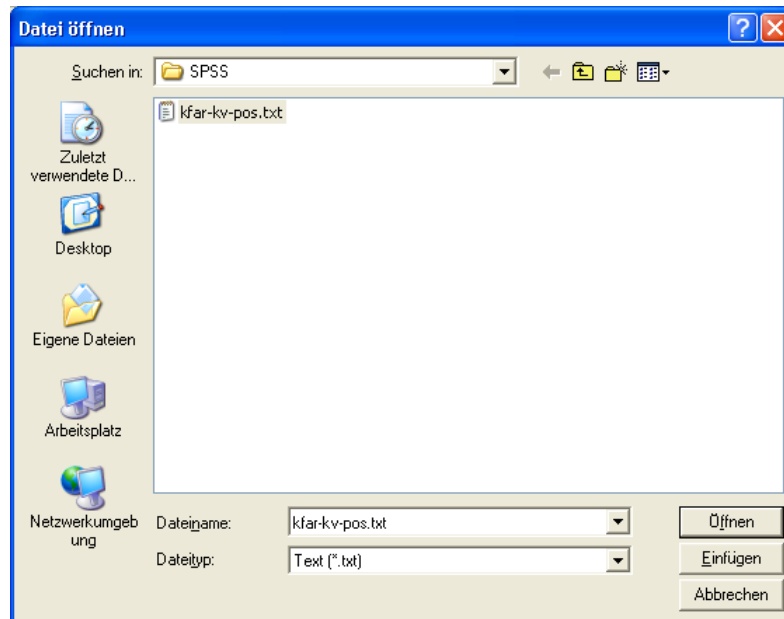 Datei öffnen
Suchen in:
SPSS
kfar-kv-pos.txt
Zuletzt
verwendete D...
Desktop
Eigene Dateien
Arbeitsplatz
Netzwerkumgeb
ung
Dateiname:
kfar-kv-pos.txt
Öffnen
Dateityp:
Text (*.txt)
Einfügen
Abbrechen